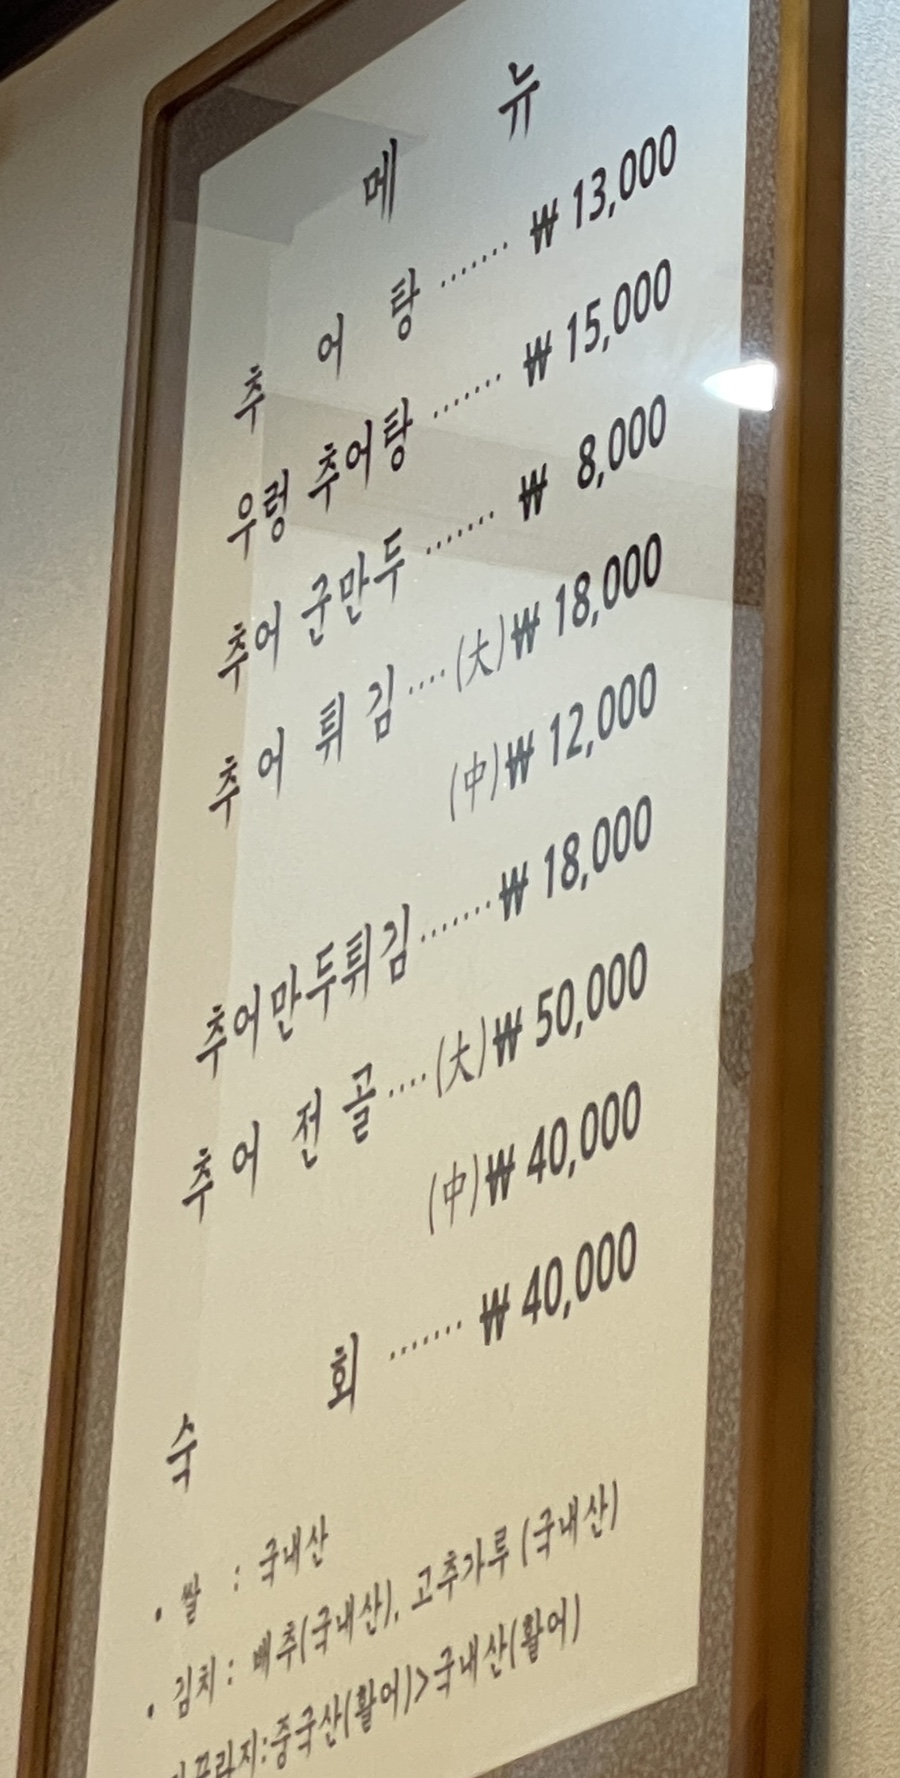 메 뉴
추 어 탕 ······· ₩ 13,000
우렁 추어탕 ······· ₩ 15,000
추어 군만두 ······· ₩ 8,000
추어 튀김 ···· (大) ₩ 18,000
(中) ₩ 12,000
추어만두튀김 ······· ₩ 18,000
추어 전골 ···· (大) ₩ 50,000
(中) ₩ 40,000
숙 회 ······· ₩ 40,000
• 쌀 : 국내산
• 김치 : 배추(국내산), 고추가루 (국내산)
미꾸라지:중국산(활어)>국내산(활어)